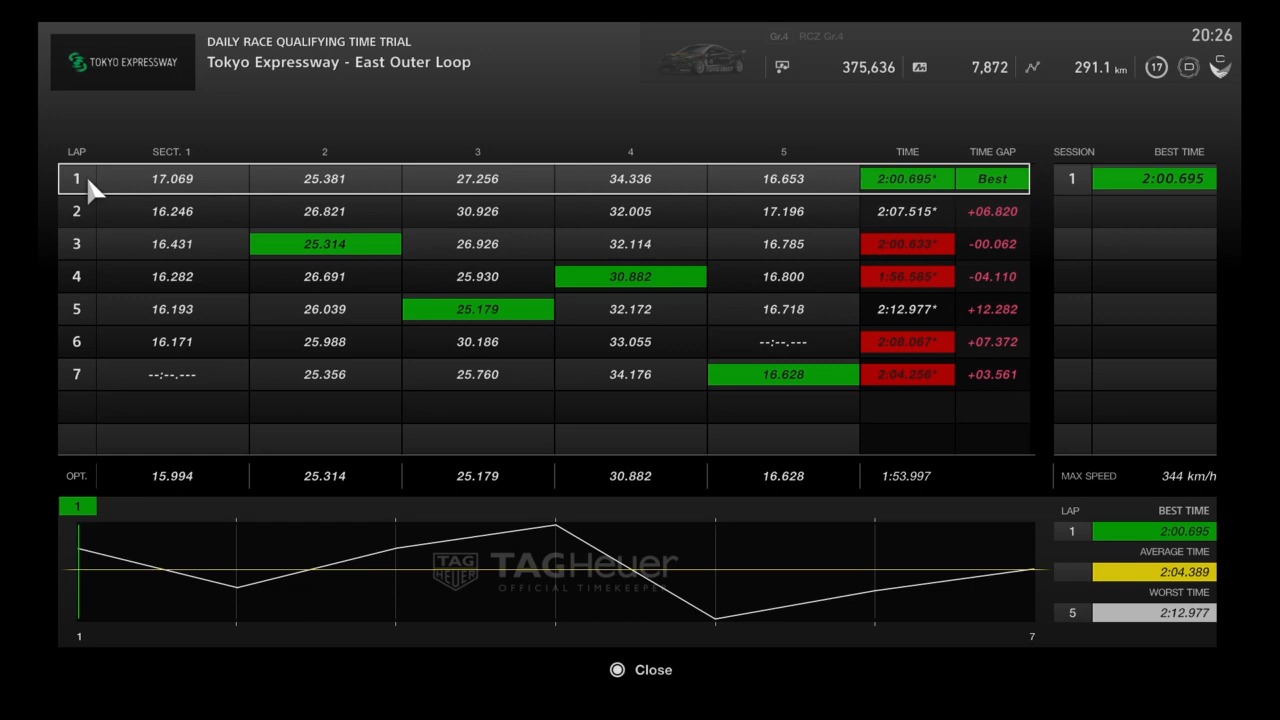 TOKYO EXPRESSWAY
DAILY RACE QUALIFYING TIME TRIAL
Tokyo Expressway - East Outer Loop
Gr.4 RCZ Gr.4
20:26
375,636 7,872 291.1 km 17 D C
LAP SECT. 1 2 3 4 5 TIME TIME GAP SESSION BEST TIME
1 17.069 25.381 27.256 34.336 16.653 2:00.695* Best 1 2:00.695
2 16.246 26.821 30.926 32.005 17.196 2:07.515* +06.820
3 16.431 25.314 26.926 32.114 16.785 2:00.633* -00.062
4 16.282 26.691 25.930 30.882 16.800 1:56.585* -04.110
5 16.193 26.039 25.179 32.172 16.718 2:12.977* +12.282
6 16.171 25.988 30.186 33.055 --:--.--- 2:08.067* +07.372
7 --:--.--- 25.356 25.760 34.176 16.628 2:04.256* +03.561
OPT. 15.994 25.314 25.179 30.882 16.628 1:53.997 MAX SPEED 344 km/h
1
LAP BEST TIME
1 2:00.695
AVERAGE TIME
2:04.389
WORST TIME
5 2:12.977
TAG HEUER TAGHeuer
OFFICIAL TIMEKEEPER
1 7
Close